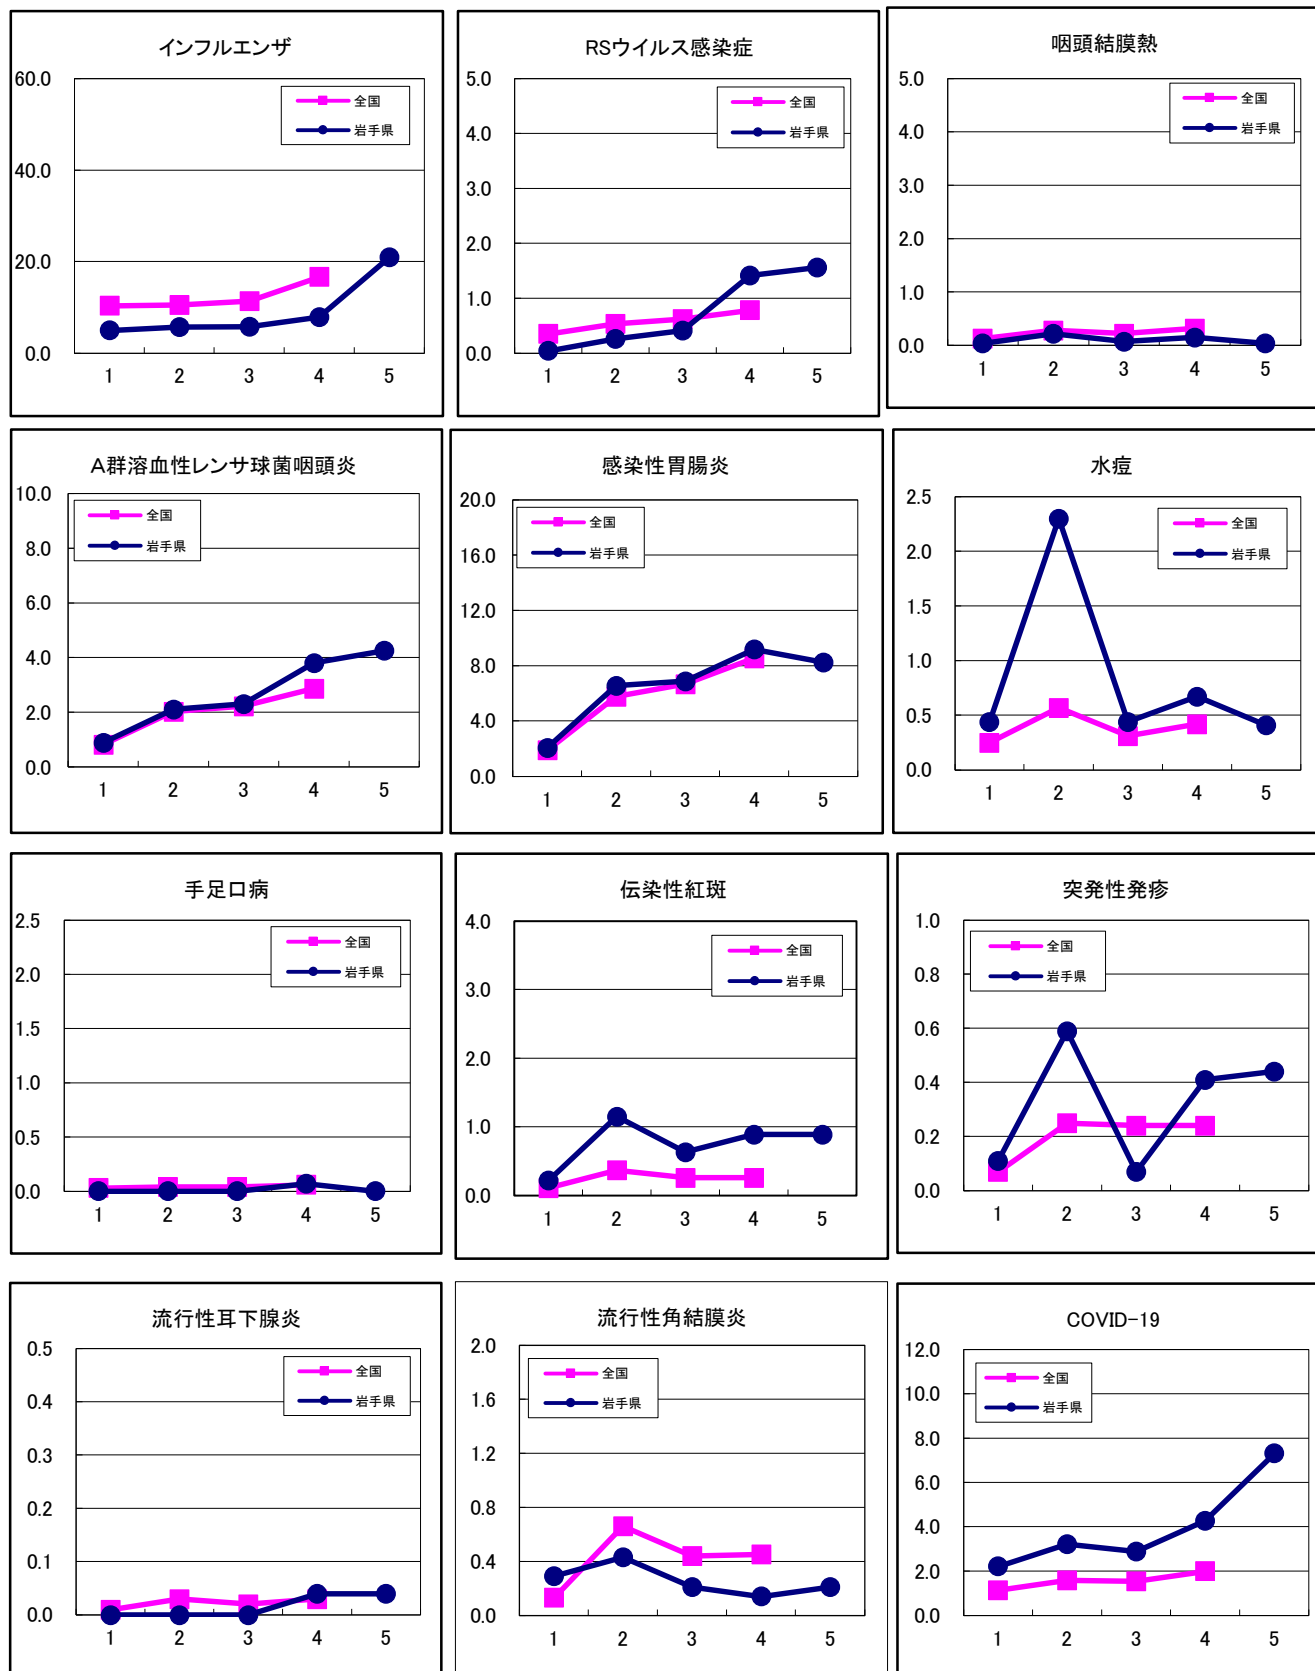 インフルエンザ
60.0
40.0
20.0
0.0
全国
岩手県
1 2 3 4 5
RSウイルス感染症
5.0
4.0
3.0
2.0
1.0
0.0
全国
岩手県
1 2 3 4 5
咽頭結膜熱
5.0
4.0
3.0
2.0
1.0
0.0
全国
岩手県
1 2 3 4 5
A群溶血性レンサ球菌咽頭炎
10.0
8.0
6.0
4.0
2.0
0.0
全国
岩手県
1 2 3 4 5
感染性胃腸炎
20.0
16.0
12.0
8.0
4.0
0.0
全国
岩手県
1 2 3 4 5
水痘
2.5
2.0
1.5
1.0
0.5
0.0
全国
岩手県
1 2 3 4 5
手足口病
2.5
2.0
1.5
1.0
0.5
0.0
全国
岩手県
1 2 3 4 5
伝染性紅斑
4.0
3.0
2.0
1.0
0.0
全国
岩手県
1 2 3 4 5
突発性発疹
1.0
0.8
0.6
0.4
0.2
0.0
全国
岩手県
1 2 3 4 5
流行性耳下腺炎
0.5
0.4
0.3
0.2
0.1
0.0
全国
岩手県
1 2 3 4 5
流行性角結膜炎
2.0
1.6
1.2
0.8
0.4
0.0
全国
岩手県
1 2 3 4 5
COVID-19
12.0
10.0
8.0
6.0
4.0
2.0
0.0
全国
岩手県
1 2 3 4 5